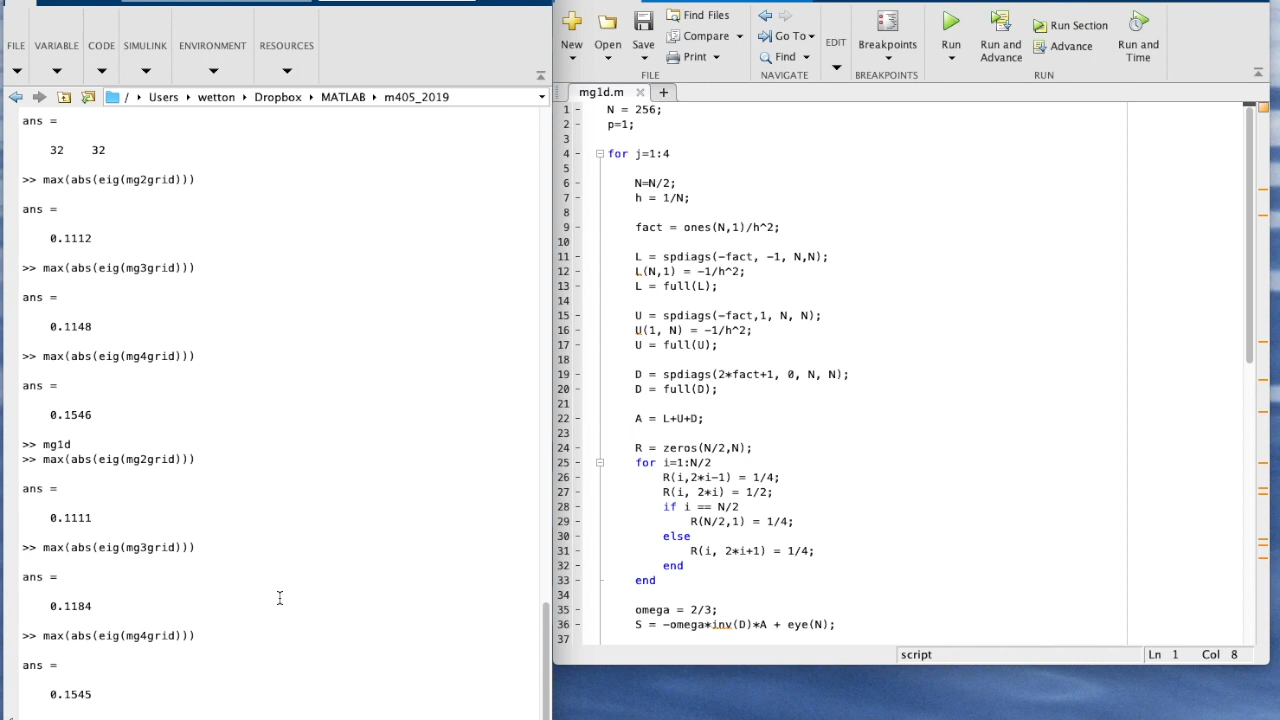 FILE VARIABLE CODE SIMULINK ENVIRONMENT RESOURCES
/ Users wetton Dropbox MATLAB m405_2019
ans =
32 32
>> max(abs(eig(mg2grid)))
ans =
0.1112
>> max(abs(eig(mg3grid)))
ans =
0.1148
>> max(abs(eig(mg4grid)))
ans =
0.1546
>> mg1d
>> max(abs(eig(mg2grid)))
ans =
0.1111
>> max(abs(eig(mg3grid)))
ans =
0.1184
>> max(abs(eig(mg4grid)))
ans =
0.1545
New Open Save
Find Files
Compare
Print
FILE
Go To
Find
NAVIGATE
EDIT
Breakpoints
BREAKPOINTS
Run
Run and
Advance
Run Section
Advance
Run and
Time
RUN
mg1d.m
1 N = 256;
2 p=1;
3
4 for j=1:4
5
6 N=N/2;
7 h = 1/N;
8
9 fact = ones(N,1)/h^2;
10
11 L = spdiags(-fact, -1, N,N);
12 L(N,1) = -1/h^2;
13 L = full(L);
14
15 U = spdiags(-fact,1, N, N);
16 U(1, N) = -1/h^2;
17 U = full(U);
18
19 D = spdiags(2*fact+1, 0, N, N);
20 D = full(D);
21
22 A = L+U+D;
23
24 R = zeros(N/2,N);
25 for i=1:N/2
26 R(i,2*i-1) = 1/4;
27 R(i, 2*i) = 1/2;
28 if i == N/2
29 R(N/2,1) = 1/4;
30 else
31 R(i, 2*i+1) = 1/4;
32 end
33 end
34
35 omega = 2/3;
36 S = -omega*inv(D)*A + eye(N);
37
script Ln 1 Col 8